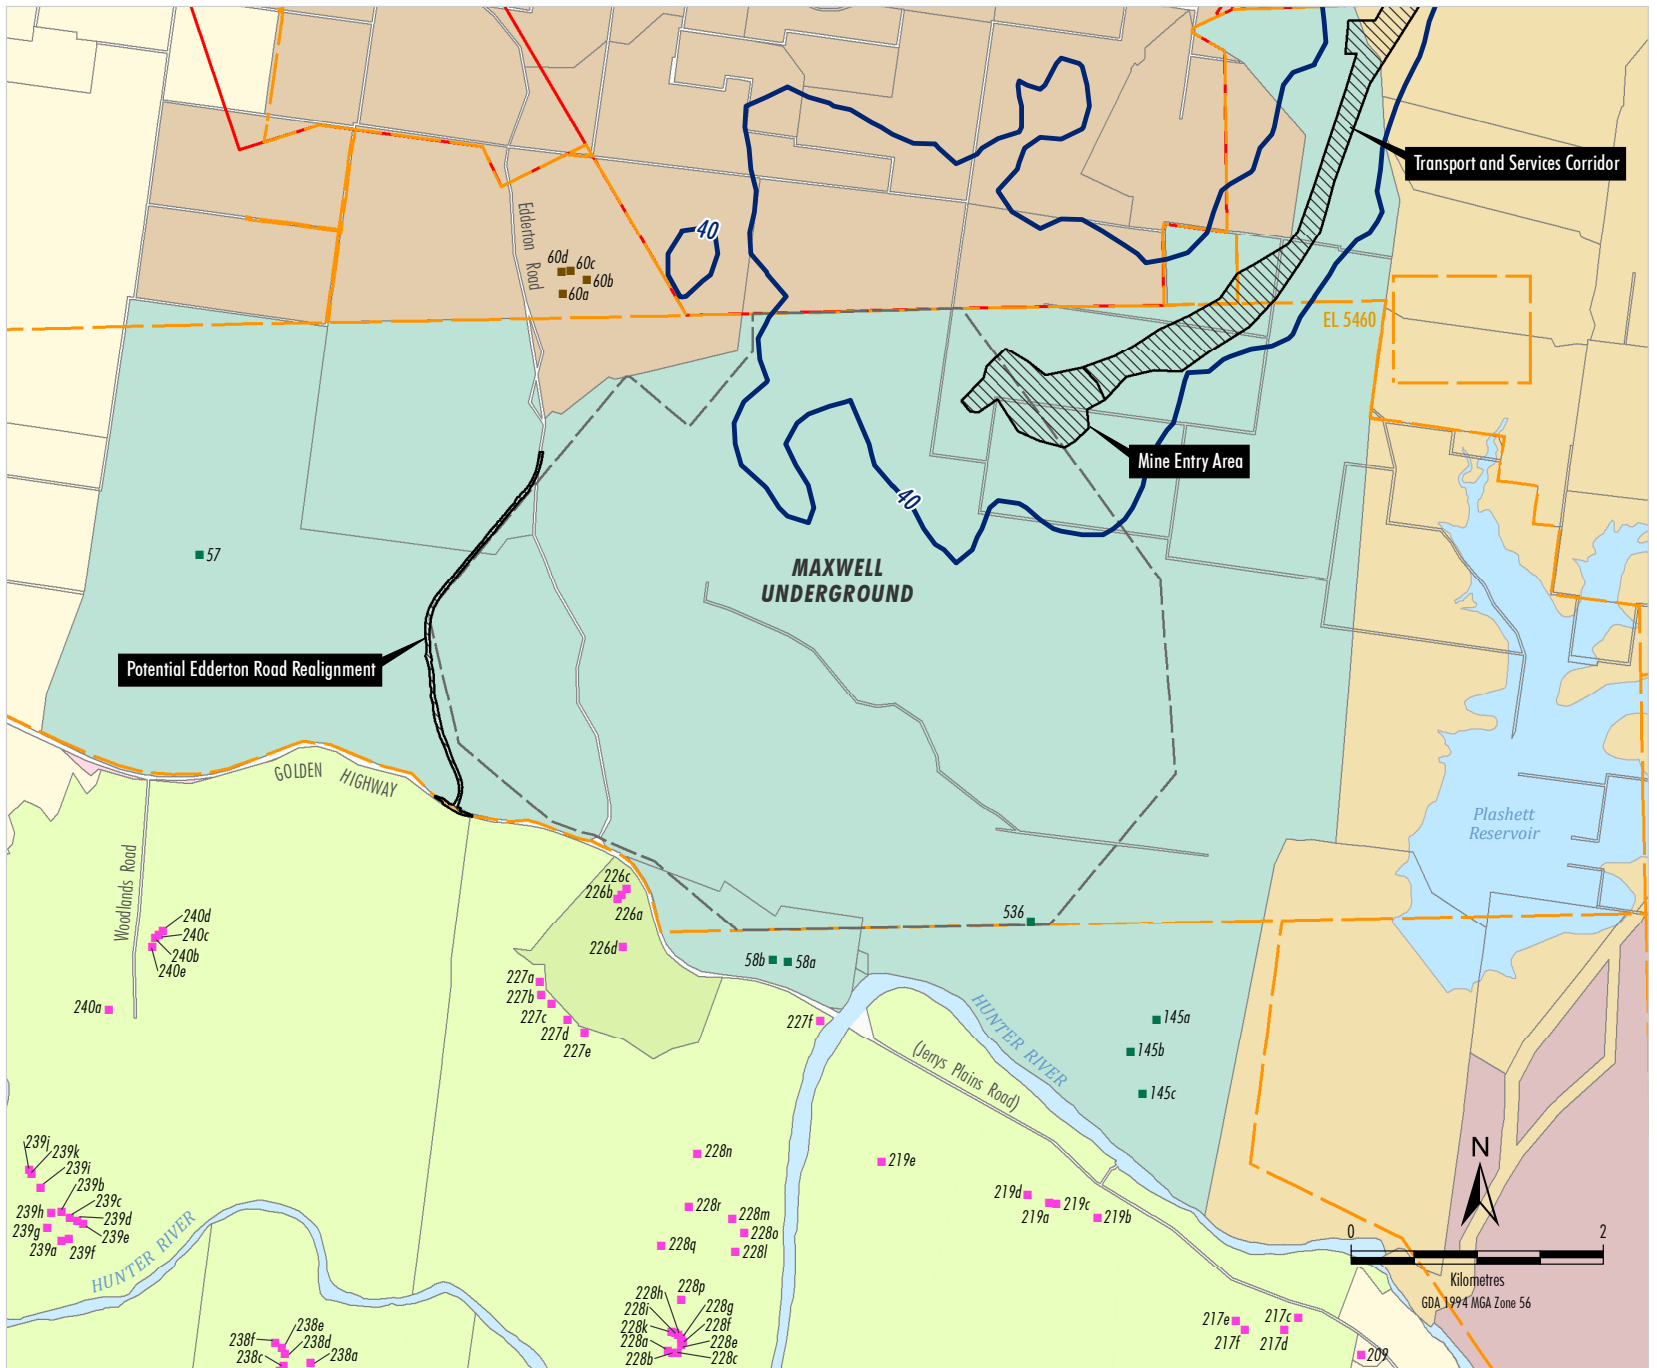 Transport and Services Corridor
Edderton Road
40
60d
60c
60b
60a
EL 5460
Mine Entry Area
40
57
MAXWELL
UNDERGROUND
Potential Edderton Road Realignment
GOLDEN HIGHWAY
Plashett
Reservoir
Woodlands Road
226c
226b
226a
226d
536
240d
240c
240b
240e
240a
58b
58a
227a
227b
227c
227d
227e
227f
HUNTER RIVER
145a
145b
145c
(Jerrys Plains Road)
239j
239k
239i
239b
239c
239h
239d
239g
239e
239a
239f
228n
219e
219d
219c
219a
219b
228r
228m
228o
228q
228l
N
0 2
Kilometres
GDA 1994 MGA Zone 56
HUNTER RIVER
228p
228h
228g
228i
228f
228k
228e
228a
228c
228b
238e
238f
238d
238c
238a
217e
217c
217f
217d
209